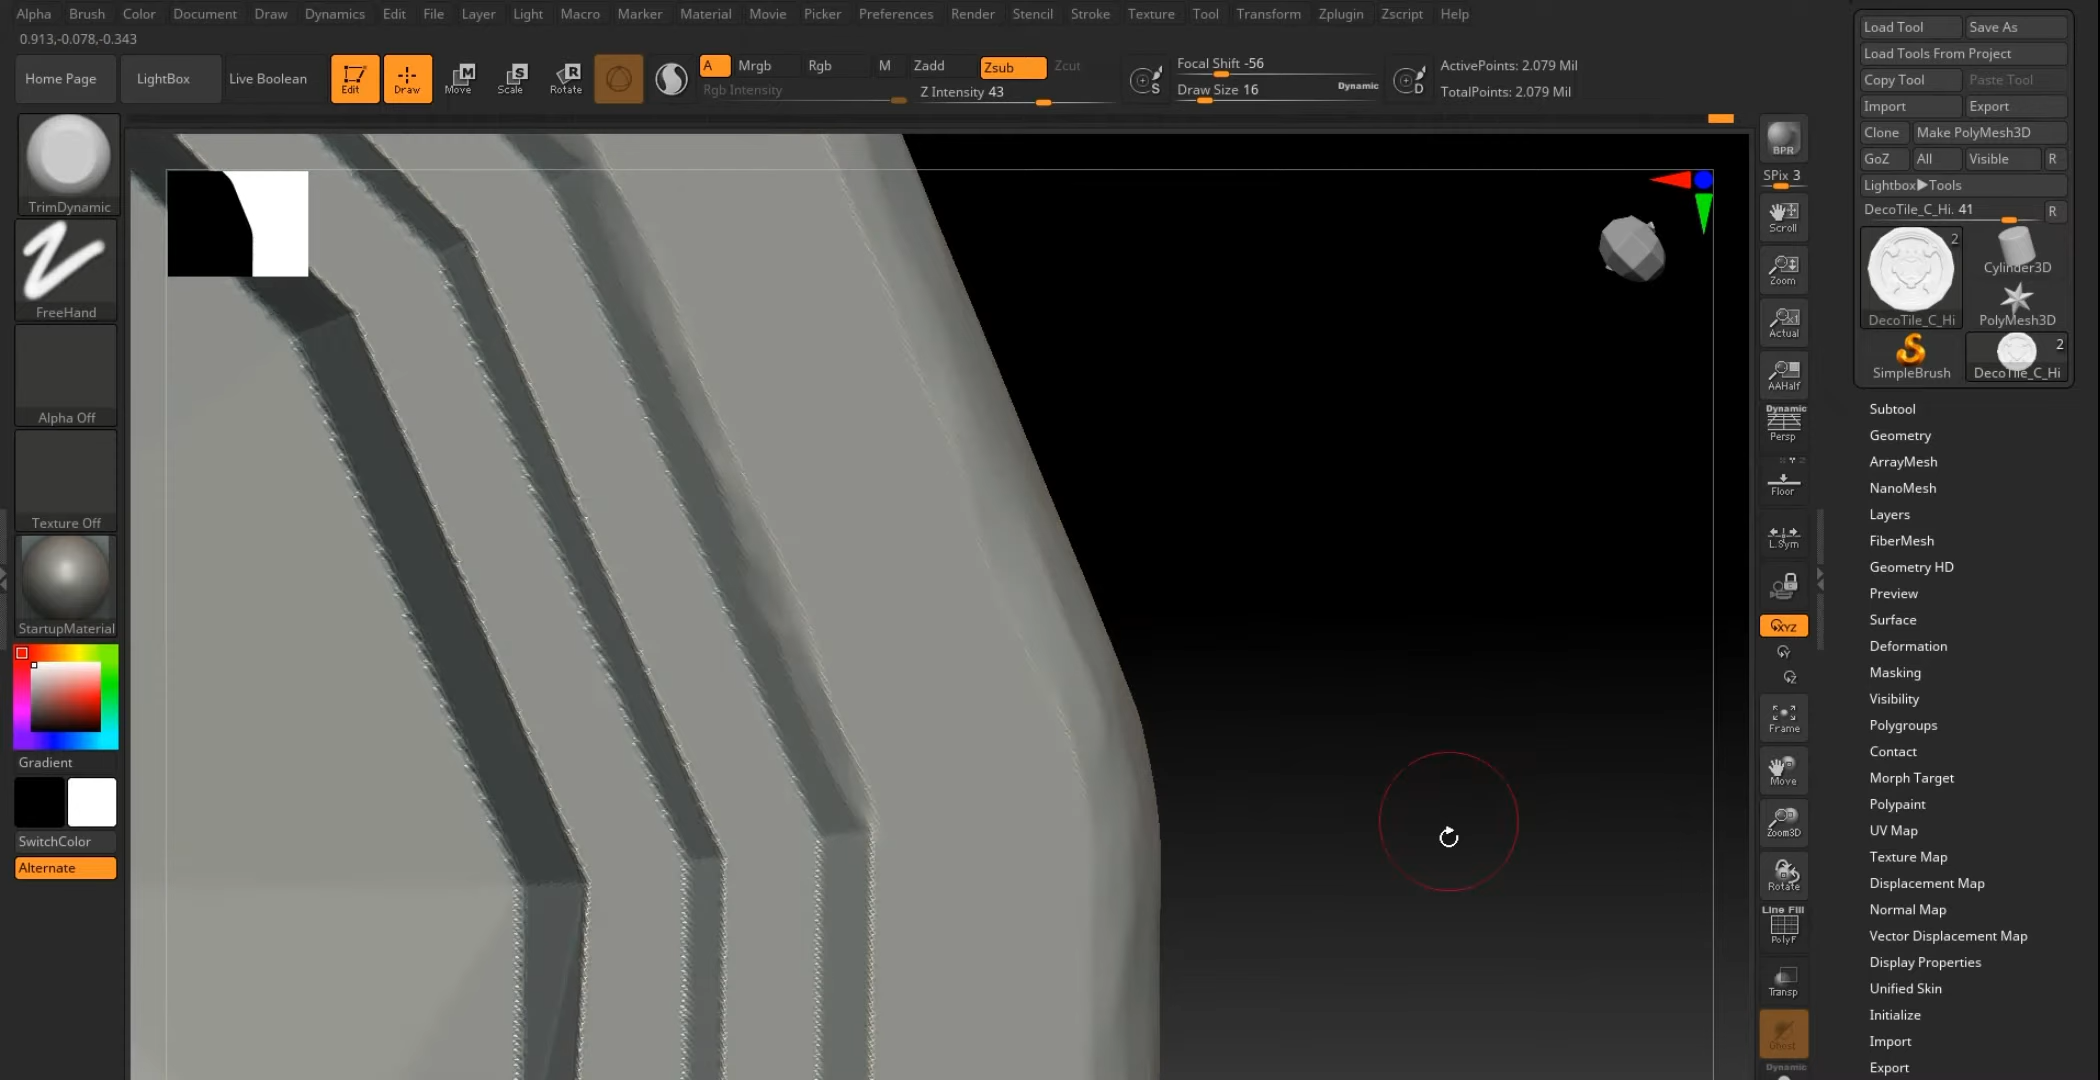 Alpha Brush Color Document Draw Dynamics Edit File Layer Light Macro Marker Material Movie Picker Preferences Render Stencil Stroke Texture Tool Transform Zplugin Zscript Help
0.913,-0.078,-0.343
Home Page LightBox Live Boolean Edit Draw Move Scale Rotate
A Mrgb Rgb M Zadd Zsub Zcut
Rgb Intensity Z Intensity 43
Focal Shift -56
Draw Size 16 Dynamic
S
D
ActivePoints: 2.079 Mil
TotalPoints: 2.079 Mil
TrimDynamic
FreeHand
Alpha Off
Texture Off
StartupMaterial
Gradient
SwitchColor
Alternate
BPR
SPix 3
Scroll
Zoom
Actual
AAHalf
Dynamic
Persp
Floor
L.Sym
XYZ
Y
Z
Frame
Move
Zoom3D
Rotate
Line Fill
PolyF
Transp
Ghost
Dynamic
Load Tool Save As
Load Tools From Project
Copy Tool Paste Tool
Import Export
Clone Make PolyMesh3D
GoZ All Visible R
Lightbox▶Tools
DecoTile_C_Hi. 41 R
2
Cylinder3D
DecoTile_C_Hi PolyMesh3D
2
SimpleBrush DecoTile_C_Hi
Subtool
Geometry
ArrayMesh
NanoMesh
Layers
FiberMesh
Geometry HD
Preview
Surface
Deformation
Masking
Visibility
Polygroups
Contact
Morph Target
Polypaint
UV Map
Texture Map
Displacement Map
Normal Map
Vector Displacement Map
Display Properties
Unified Skin
Initialize
Import
Export